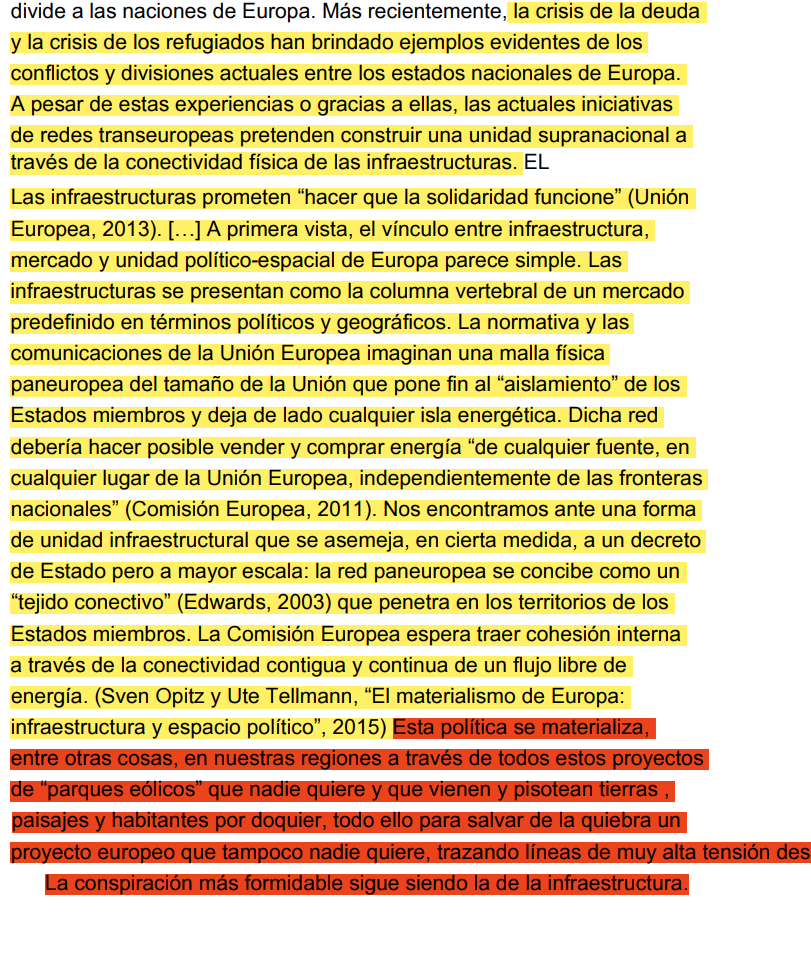 divide a las naciones de Europa. Más recientemente, la crisis de la deuda
y la crisis de los refugiados han brindado ejemplos evidentes de los
conflictos y divisiones actuales entre los estados nacionales de Europa.
A pesar de estas experiencias o gracias a ellas, las actuales iniciativas
de redes transeuropeas pretenden construir una unidad supranacional a
través de la conectividad física de las infraestructuras. EL
Las infraestructuras prometen “hacer que la solidaridad funcione” (Unión
Europea, 2013). […] A primera vista, el vínculo entre infraestructura,
mercado y unidad político-espacial de Europa parece simple. Las
infraestructuras se presentan como la columna vertebral de un mercado
predefinido en términos políticos y geográficos. La normativa y las
comunicaciones de la Unión Europea imaginan una malla física
paneuropea del tamaño de la Unión que pone fin al “aislamiento” de los
Estados miembros y deja de lado cualquier isla energética. Dicha red
debería hacer posible vender y comprar energía “de cualquier fuente, en
cualquier lugar de la Unión Europea, independientemente de las fronteras
nacionales” (Comisión Europea, 2011). Nos encontramos ante una forma
de unidad infraestructural que se asemeja, en cierta medida, a un decreto
de Estado pero a mayor escala: la red paneuropea se concibe como un
“tejido conectivo” (Edwards, 2003) que penetra en los territorios de los
Estados miembros. La Comisión Europea espera traer cohesión interna
a través de la conectividad contigua y continua de un flujo libre de
energía. (Sven Opitz y Ute Tellmann, “El materialismo de Europa:
infraestructura y espacio político”, 2015) Esta política se materializa,
entre otras cosas, en nuestras regiones a través de todos estos proyectos
de “parques eólicos” que nadie quiere y que vienen y pisotean tierras ,
paisajes y habitantes por doquier, todo ello para salvar de la quiebra un
proyecto europeo que tampoco nadie quiere, trazando líneas de muy alta tensión des
La conspiración más formidable sigue siendo la de la infraestructura.